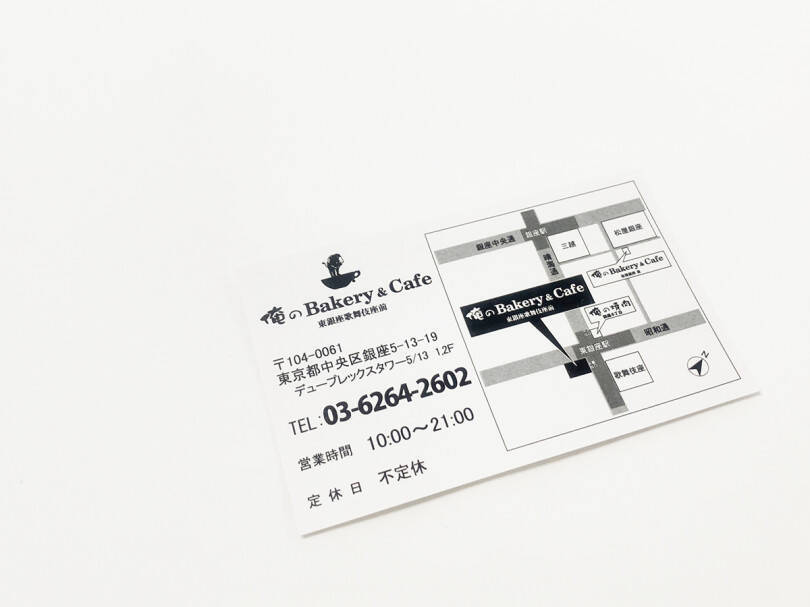 俺のBakery & Cafe
東銀座歌舞伎座前
〒104-0061
東京都中央区銀座5-13-19
デュープレックスタワー5/13 1.2F
TEL:03-6264-2602
営業時間 10:00〜21:00
定休日 不定休
銀座中央通
銀座駅
三越
松屋銀座
晴海通
俺のBakery & Cafe
俺のBakery & Cafe
東銀座歌舞伎座前
俺の焼肉
東銀座駅
昭和通
歌舞伎座
N